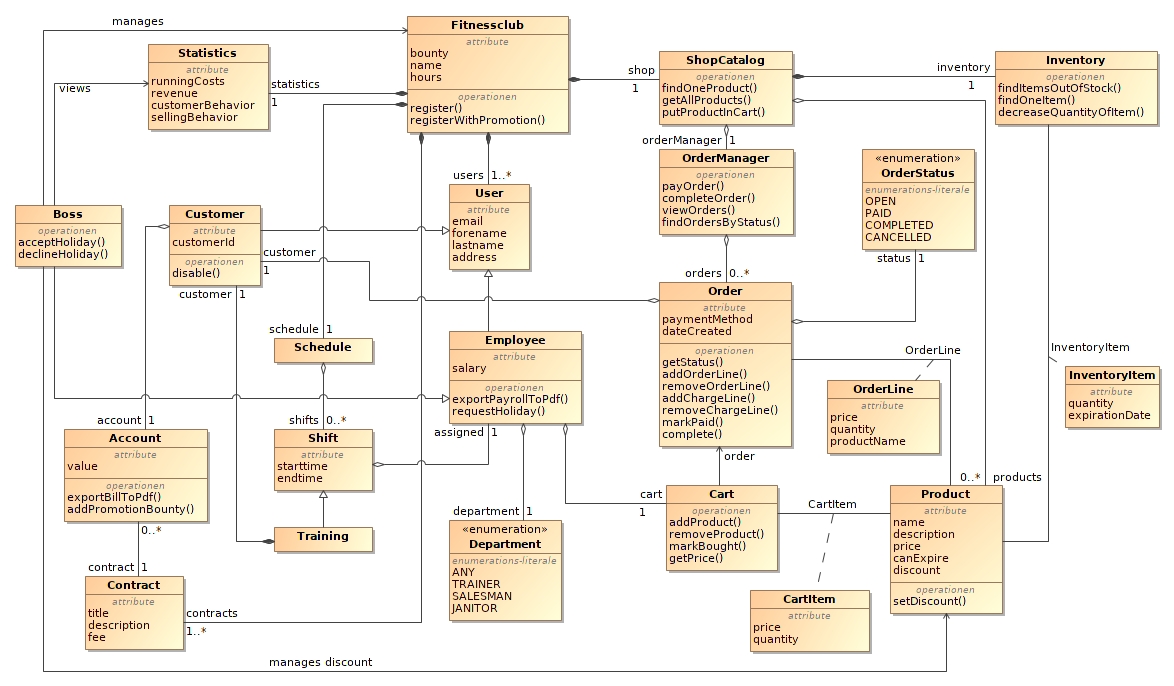 manages
Fitnessclub
attribute
bounty
name
hours
operationen
register()
registerWithPromotion()
Statistics
attribute
runningCosts
revenue
customerBehavior
sellingBehavior
views
statistics
1
shop
1
ShopCatalog
operationen
findOneProduct()
getAllProducts()
putProductInCart()
inventory
1
Inventory
operationen
findItemsOutOfStock()
findOneItem()
decreaseQuantityOfItem()
orderManager 1
OrderManager
operationen
payOrder()
completeOrder()
viewOrders()
findOrdersByStatus()
«enumeration»
OrderStatus
enumerations-literale
OPEN
PAID
COMPLETED
CANCELLED
status 1
users 1..*
User
attribute
email
forename
lastname
address
Boss
operationen
acceptHoliday()
declineHoliday()
Customer
attribute
customerId
operationen
disable()
customer
1
customer 1
orders 0..*
Order
attribute
paymentMethod
dateCreated
operationen
getStatus()
addOrderLine()
removeOrderLine()
addChargeLine()
removeChargeLine()
markPaid()
complete()
schedule 1
Schedule
Employee
attribute
salary
operationen
exportPayrollToPdf()
requestHoliday()
OrderLine
OrderLine
attribute
price
quantity
productName
InventoryItem
InventoryItem
attribute
quantity
expirationDate
account 1
Account
attribute
value
operationen
exportBillToPdf()
addPromotionBounty()
shifts 0..*
Shift
attribute
starttime
endtime
assigned 1
order
Training
department 1
«enumeration»
Department
enumerations-literale
ANY
TRAINER
SALESMAN
JANITOR
cart
1
Cart
operationen
addProduct()
removeProduct()
markBought()
getPrice()
CartItem
CartItem
attribute
price
quantity
0..* products
Product
attribute
name
description
price
canExpire
discount
operationen
setDiscount()
0..*
contract 1
Contract
attribute
title
description
fee
contracts
1..*
manages discount